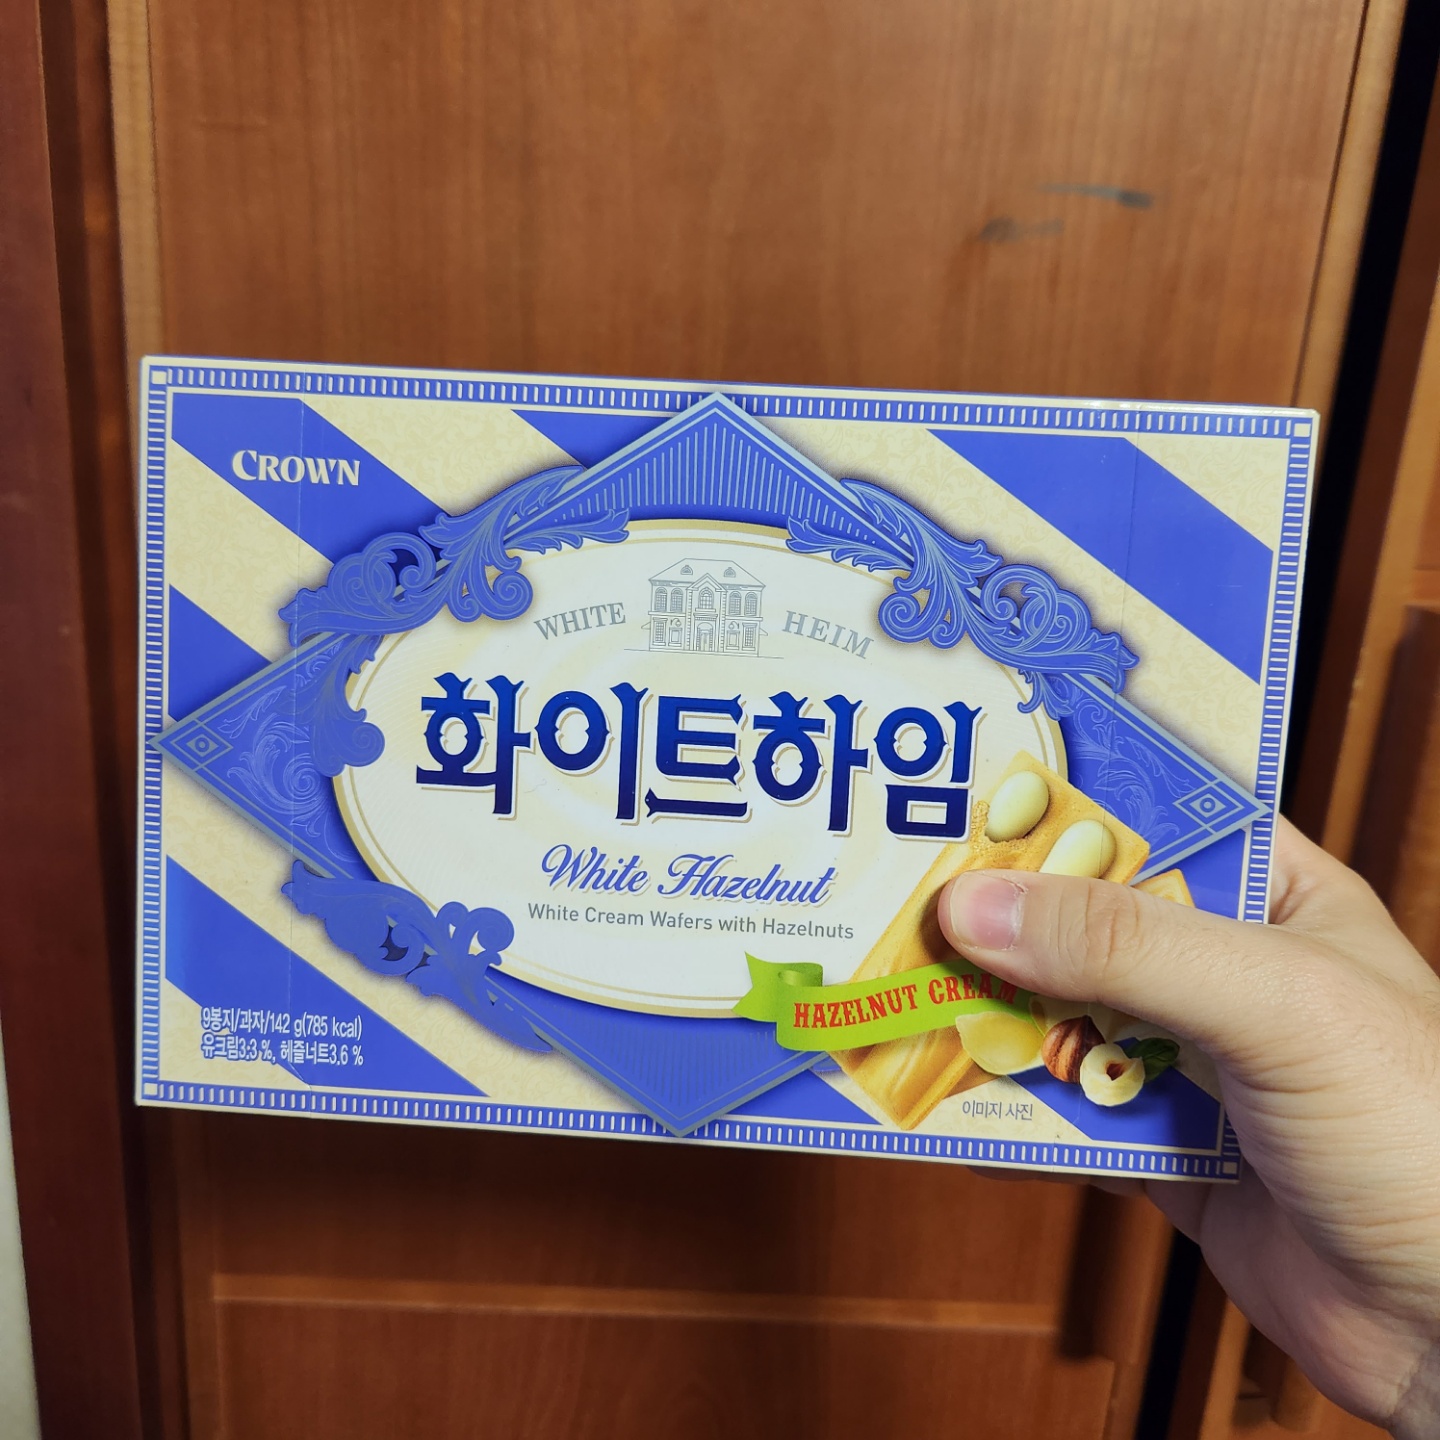 CROWN
WHITE HEIM
화이트하임
White Hazelnut
White Cream Wafers with Hazelnuts
HAZELNUT CREAM
9봉지/과자/142 g(785 kcal)
유크림3.3 %, 헤즐너트3.6 %
이미지 사진